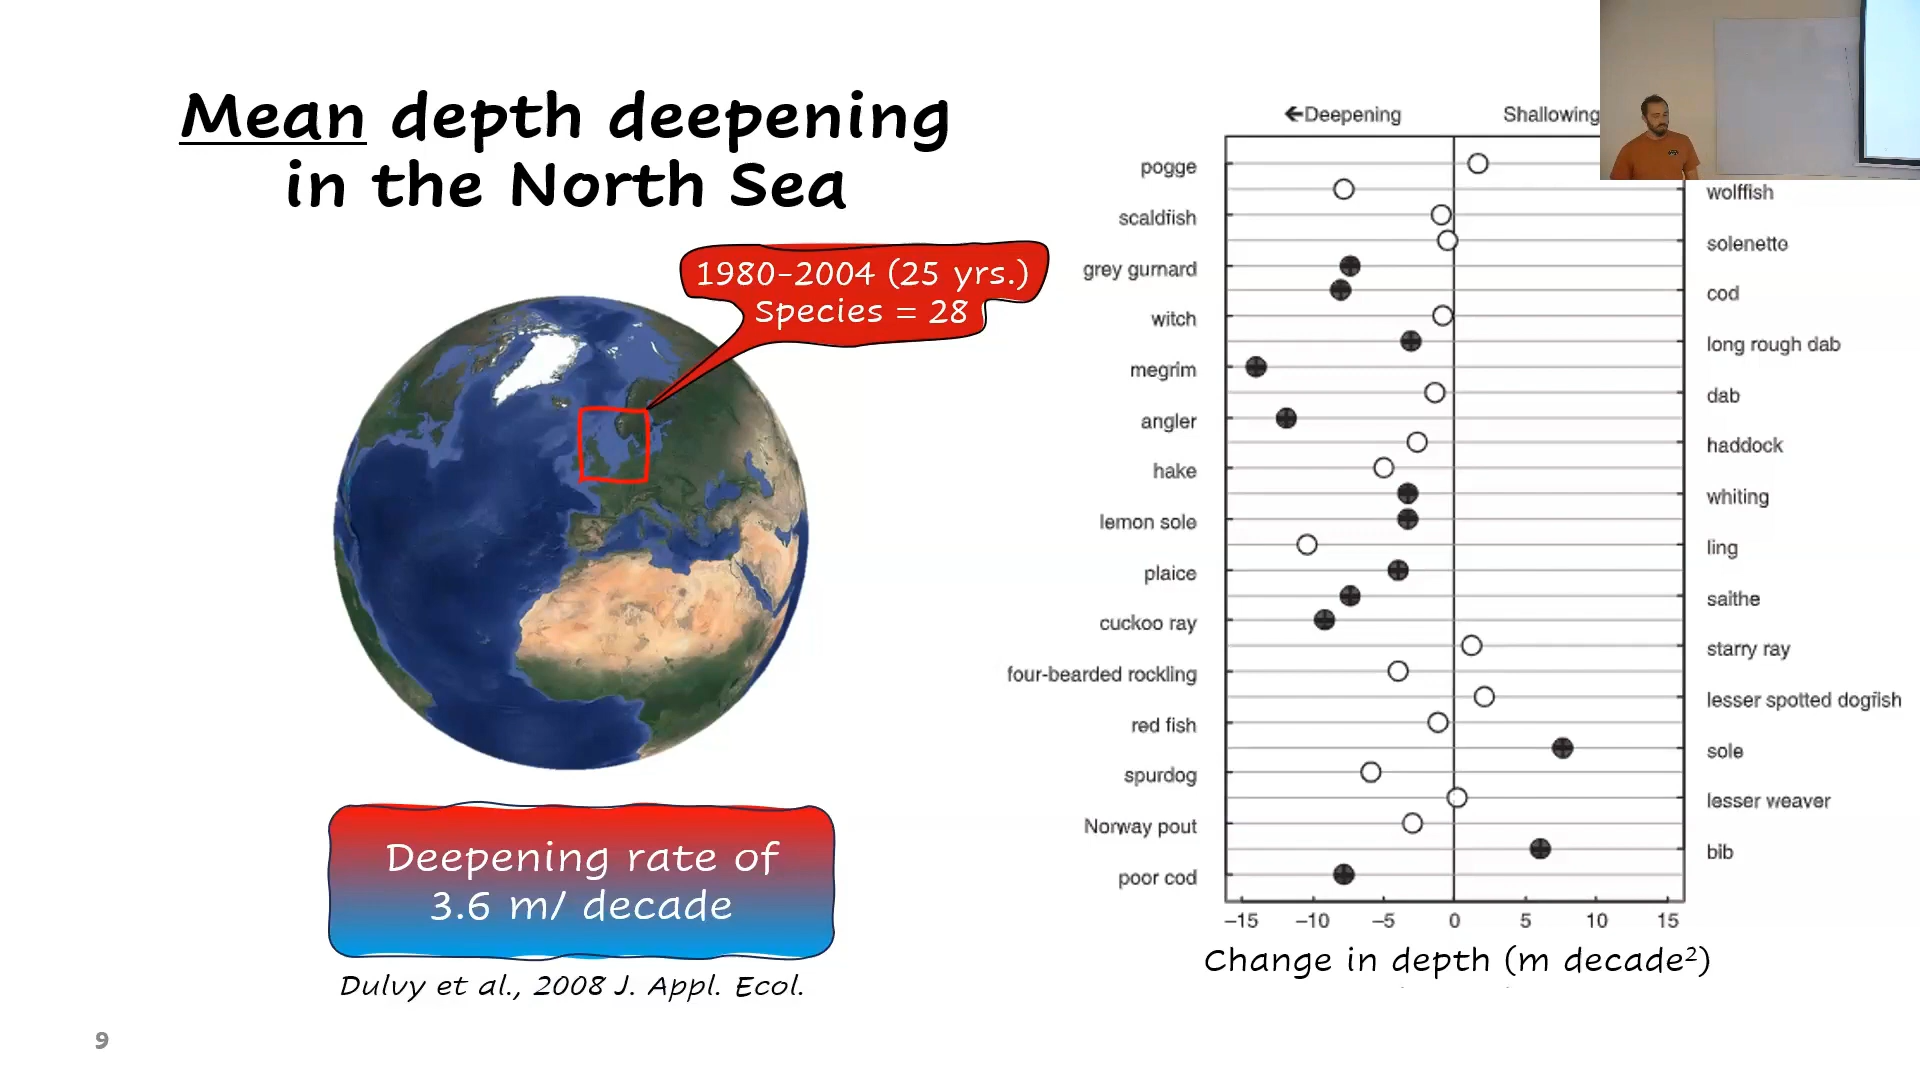 Mean depth deepening
in the North Sea
1980-2004 (25 yrs.)
Species = 28
Deepening rate of
3.6 m/ decade
Dulvy et al., 2008 J. Appl. Ecol.
9
←Deepening
Shallowing
pogge
wolffish
scaldfish
solenette
grey gurnard
cod
witch
long rough dab
megrim
dab
angler
haddock
hake
whiting
lemon sole
ling
plaice
saithe
cuckoo ray
starry ray
four-bearded rockling
lesser spotted dogfish
red fish
sole
spurdog
lesser weaver
Norway pout
bib
poor cod
–15 –10 –5 0 5 10 15
Change in depth (m decade²)